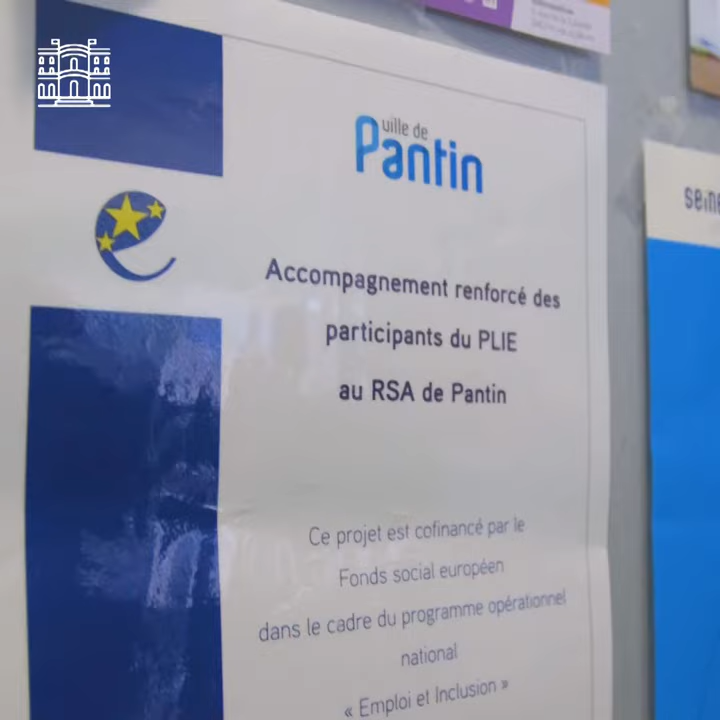 ville de
Pantin
Accompagnement renforcé des
participants du PLIE
au RSA de Pantin
Ce projet est cofinancé par le
Fonds social européen
dans le cadre du programme opérationnel
national
« Emploi et Inclusion »